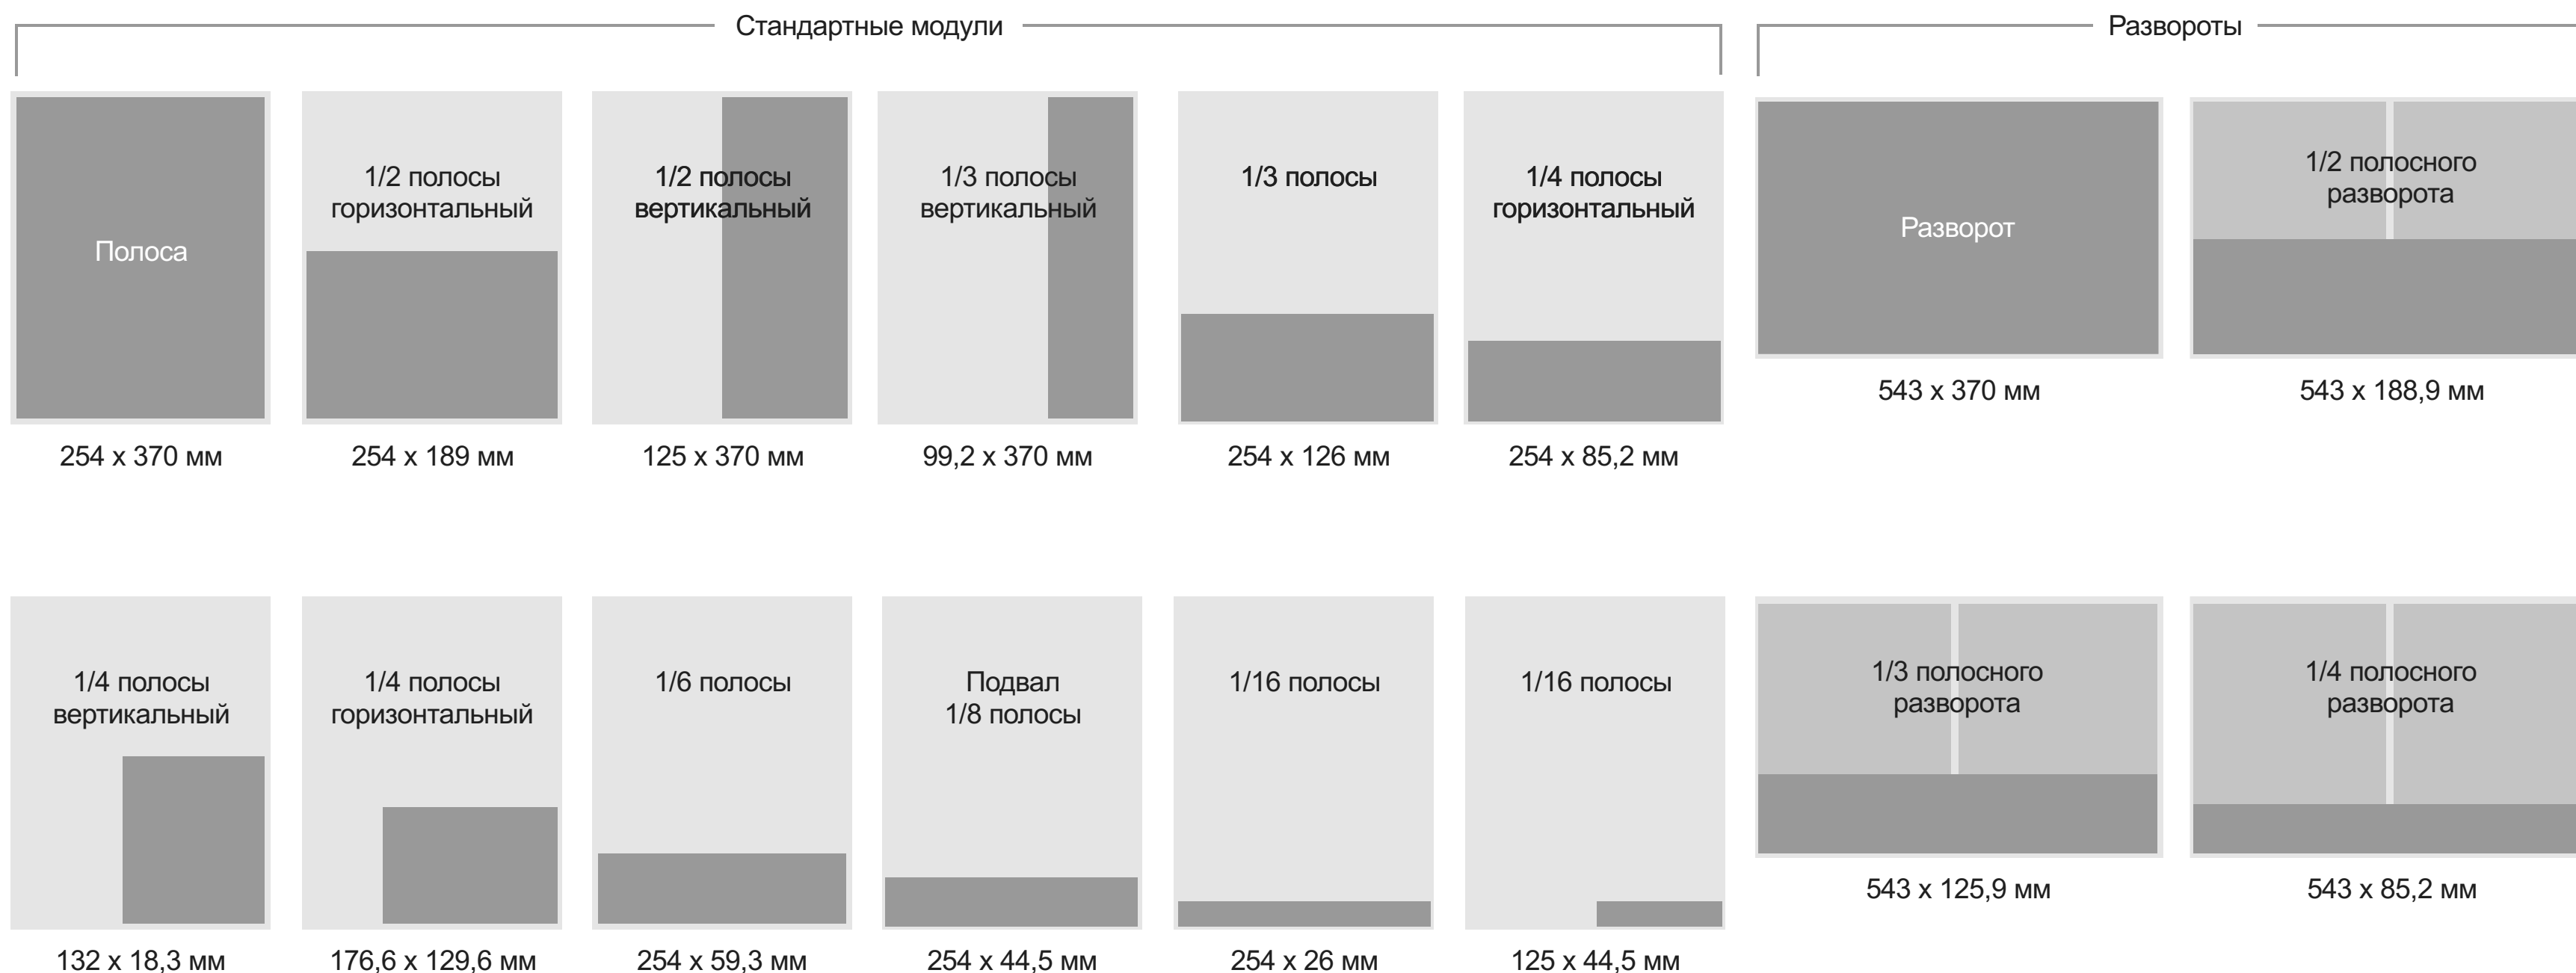 Стандартные модули
Развороты
Полоса
254 x 370 мм
1/2 полосы
горизонтальный
254 x 189 мм
1/2 полосы
вертикальный
125 x 370 мм
1/3 полосы
вертикальный
99,2 x 370 мм
1/3 полосы
254 x 126 мм
1/4 полосы
горизонтальный
254 x 85,2 мм
Разворот
543 x 370 мм
1/2 полосного
разворота
543 x 188,9 мм
1/4 полосы
вертикальный
132 x 18,3 мм
1/4 полосы
горизонтальный
176,6 x 129,6 мм
1/6 полосы
254 x 59,3 мм
Подвал
1/8 полосы
254 x 44,5 мм
1/16 полосы
254 x 26 мм
1/16 полосы
125 x 44,5 мм
1/3 полосного
разворота
543 x 125,9 мм
1/4 полосного
разворота
543 x 85,2 мм